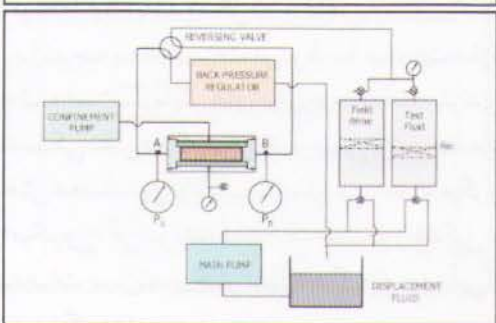 REVERSING VALVE
BACK PRESSURE
REGULATOR
CONFINEMENT
PUMP
Field
Brine
Test
Fluid
A
B
MAIN PUMP
DISPLACEMENT
FLUID